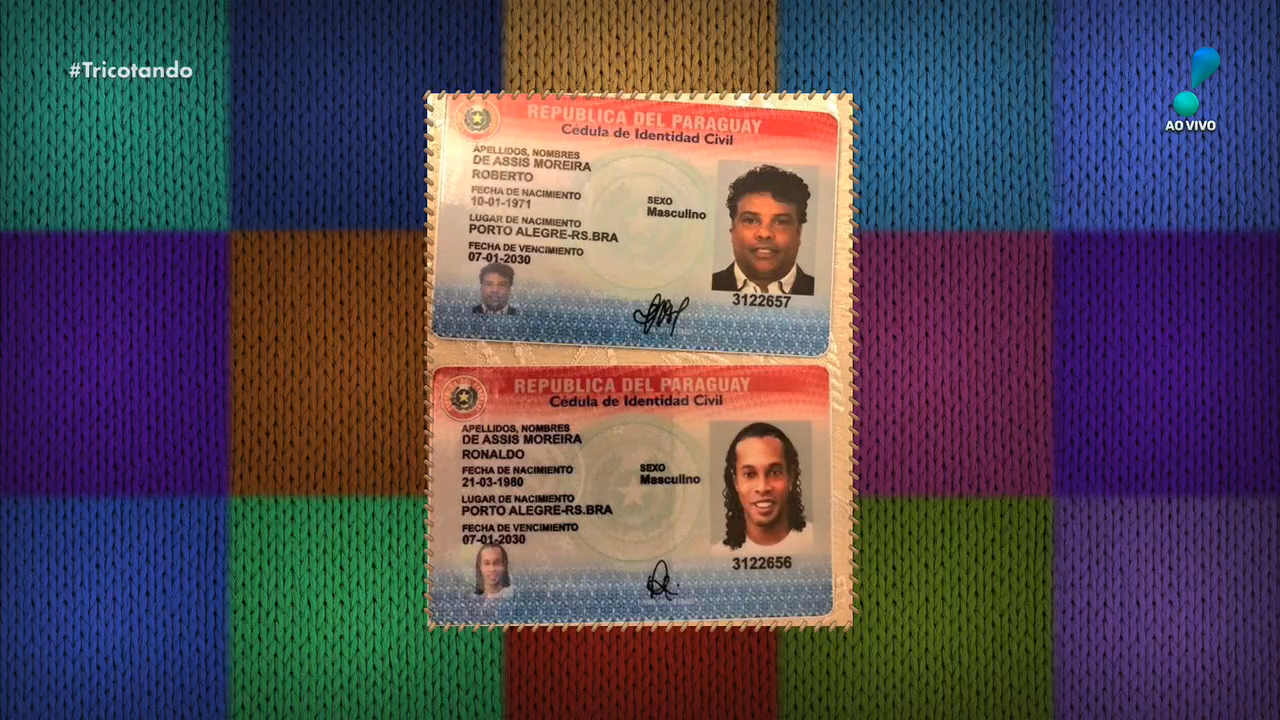 #Tricotando
AO VIVO
REPUBLICA DEL PARAGUAY
Cédula de Identidad Civil
APELLIDOS, NOMBRES
DE ASSIS MOREIRA
ROBERTO
FECHA DE NACIMIENTO
10-01-1971
SEXO
Masculino
LUGAR DE NACIMIENTO
PORTO ALEGRE-RS.BRA
FECHA DE VENCIMIENTO
07-01-2030
3122657
REPUBLICA DEL PARAGUAY
Cédula de Identidad Civil
APELLIDOS, NOMBRES
DE ASSIS MOREIRA
RONALDO
FECHA DE NACIMIENTO
21-03-1980
SEXO
Masculino
LUGAR DE NACIMIENTO
PORTO ALEGRE-RS.BRA
FECHA DE VENCIMIENTO
07-01-2030
3122656